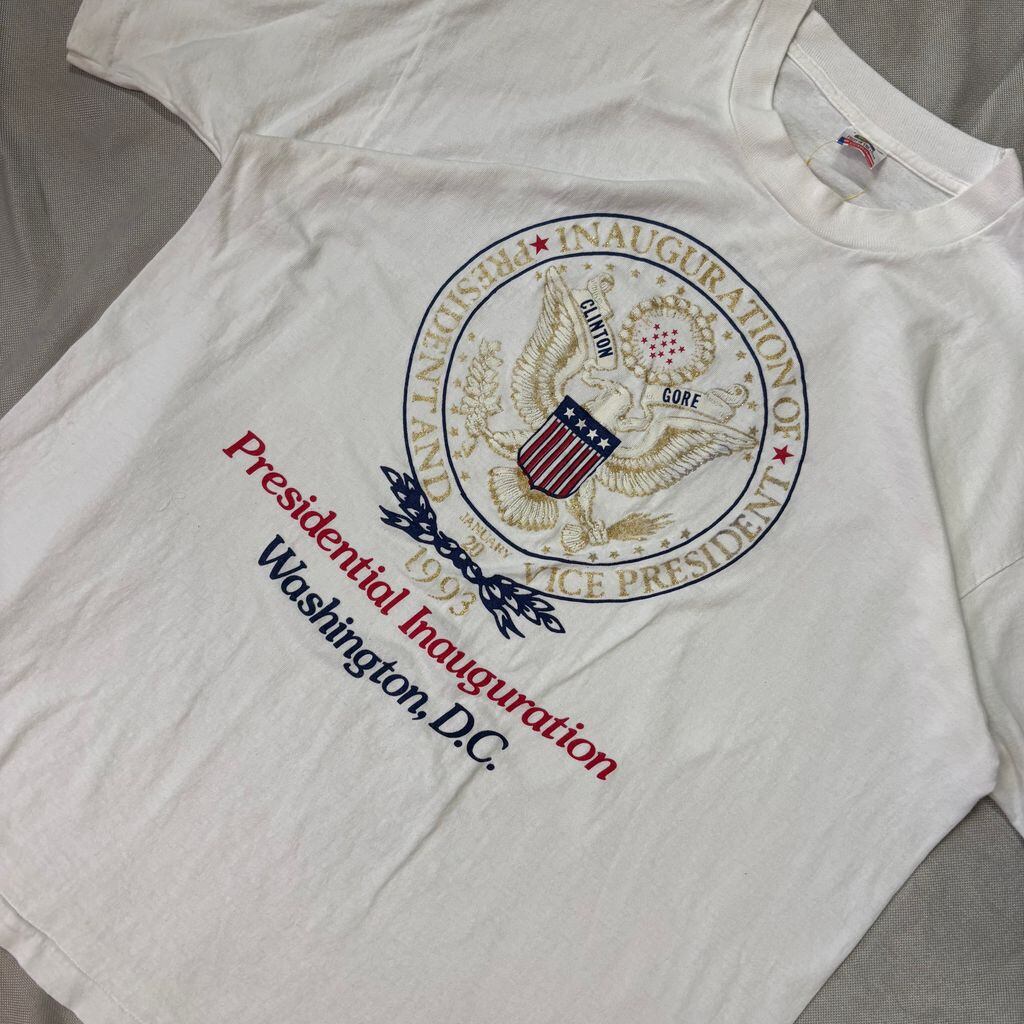 ★ INAUGURATION OF ★
PRESIDENT AND
VICE PRESIDENT
CLINTON
GORE
JANUARY
20
1993
Presidential Inauguration
Washington, D.C.